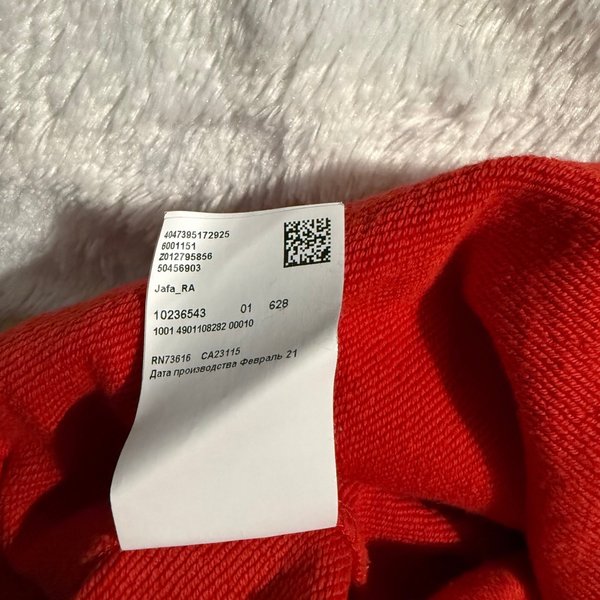 4047395172925
6001151
Z012795856
50456903
Jafa_RA
10236543 01 628
1001 4901108282 00010
RN73616 CA23115
Дата производства Февраль 21